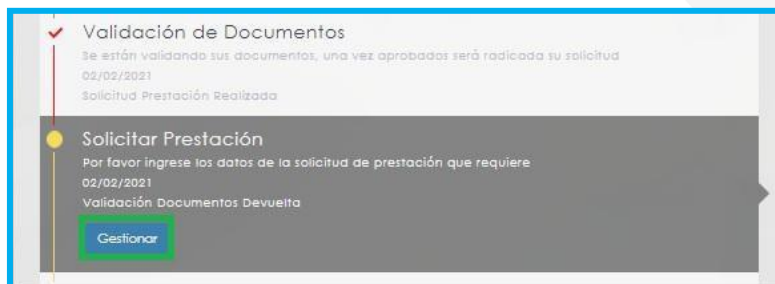 Validación de Documentos
Se están validando sus documentos, una vez aprobados será radicada su solicitud
02/02/2021
Solicitud Prestación Realizada
Solicitar Prestación
Por favor ingrese los datos de la solicitud de prestación que requiere
02/02/2021
Validación Documentos Devuelta
Gestionar